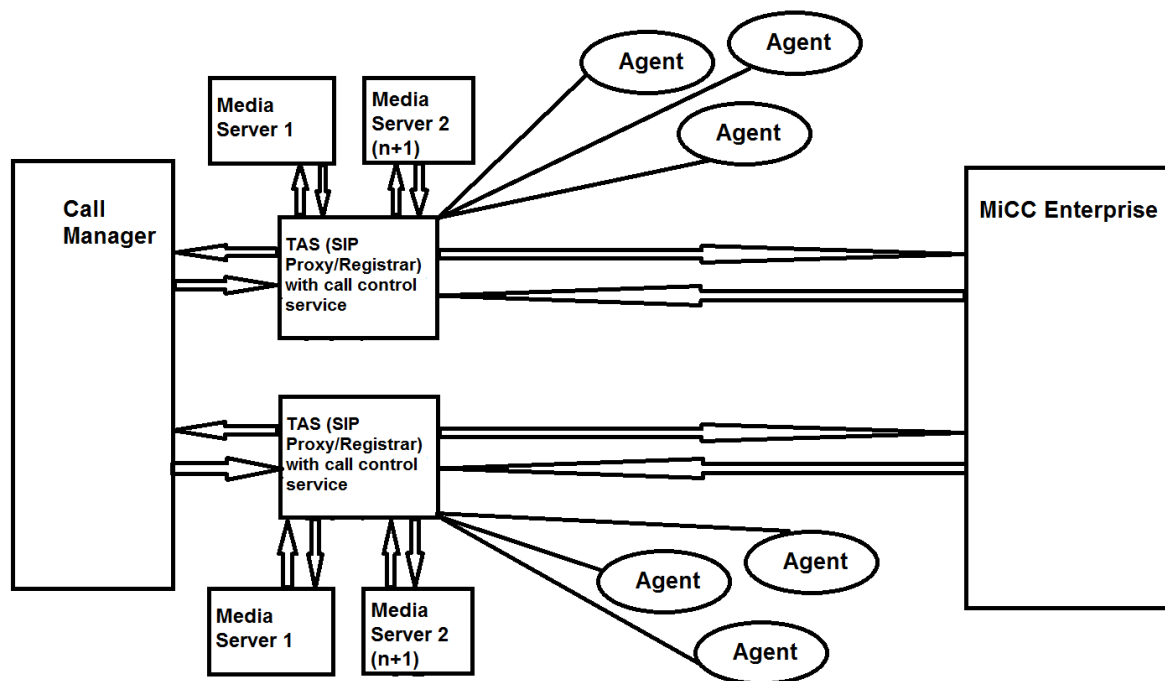 Agent
Agent
Media
Server 1
Media
Server 2
(n+1)
Agent
Call
Manager
MiCC Enterprise
TAS (SIP
Proxy/Registrar)
with call control
service
TAS (SIP
Proxy/Registrar)
with call control
service
Agent
Agent
Media
Server 1
Media
Server 2
(n+1)
Agent